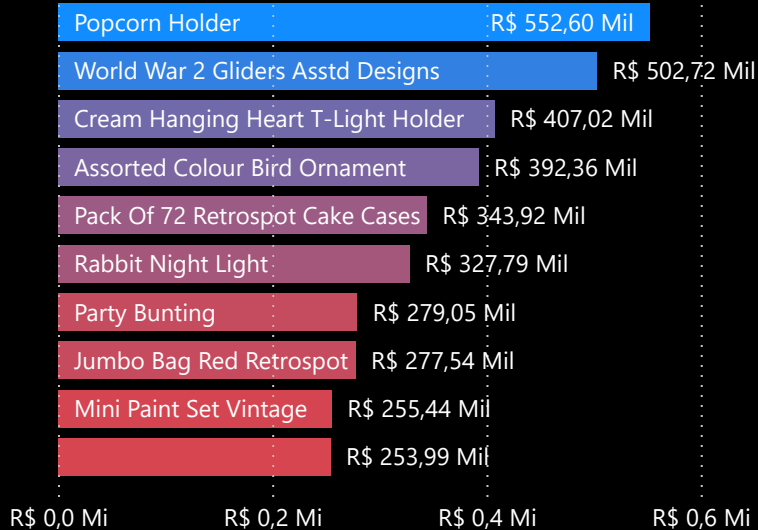 Popcorn Holder R$ 552,60 Mil
World War 2 Gliders Asstd Designs R$ 502,72 Mil
Cream Hanging Heart T-Light Holder R$ 407,02 Mil
Assorted Colour Bird Ornament R$ 392,36 Mil
Pack Of 72 Retrospot Cake Cases R$ 343,92 Mil
Rabbit Night Light R$ 327,79 Mil
Party Bunting R$ 279,05 Mil
Jumbo Bag Red Retrospot R$ 277,54 Mil
Mini Paint Set Vintage R$ 255,44 Mil
R$ 253,99 Mil
R$ 0,0 Mi R$ 0,2 Mi R$ 0,4 Mi R$ 0,6 Mi